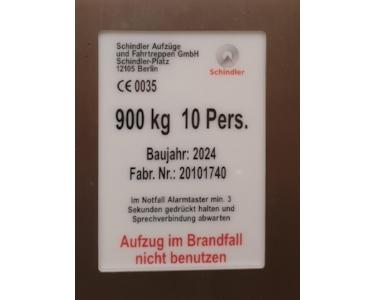 Schindler Aufzüge
und Fahrtreppen GmbH
Schindler-Platz
12105 Berlin
Schindler
CE 0035
900 kg 10 Pers.
Baujahr: 2024
Fabr. Nr.: 20101740
Im Notfall Alarmtaster min. 3
Sekunden gedrückt halten und
Sprechverbindung abwarten
Aufzug im Brandfall
nicht benutzen